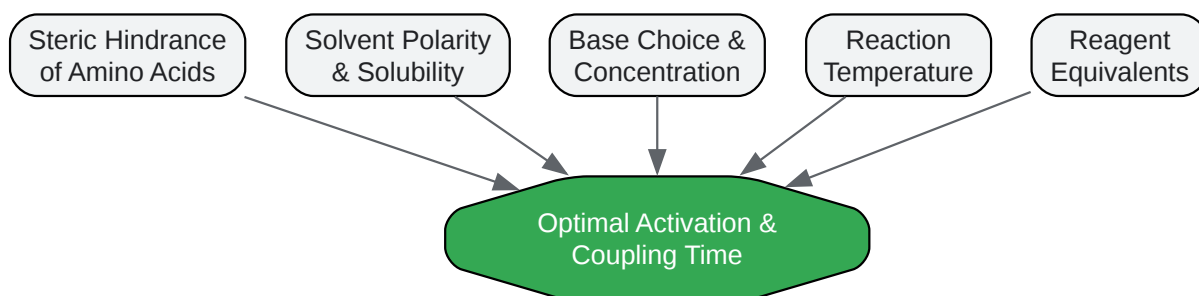 Steric Hindrance
of Amino Acids
Solvent Polarity
& Solubility
Base Choice &
Concentration
Reaction
Temperature
Reagent
Equivalents
Optimal Activation &
Coupling Time